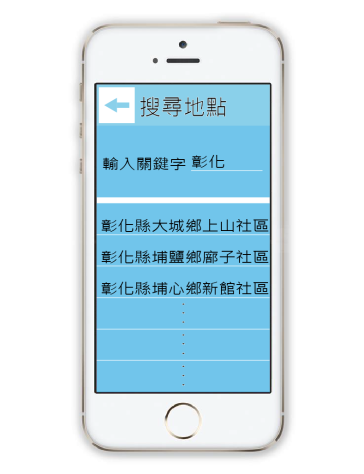 搜尋地點
輸入關鍵字 彰化
彰化縣大城鄉上山社區
彰化縣埔鹽鄉廍子社區
彰化縣埔心鄉新館社區